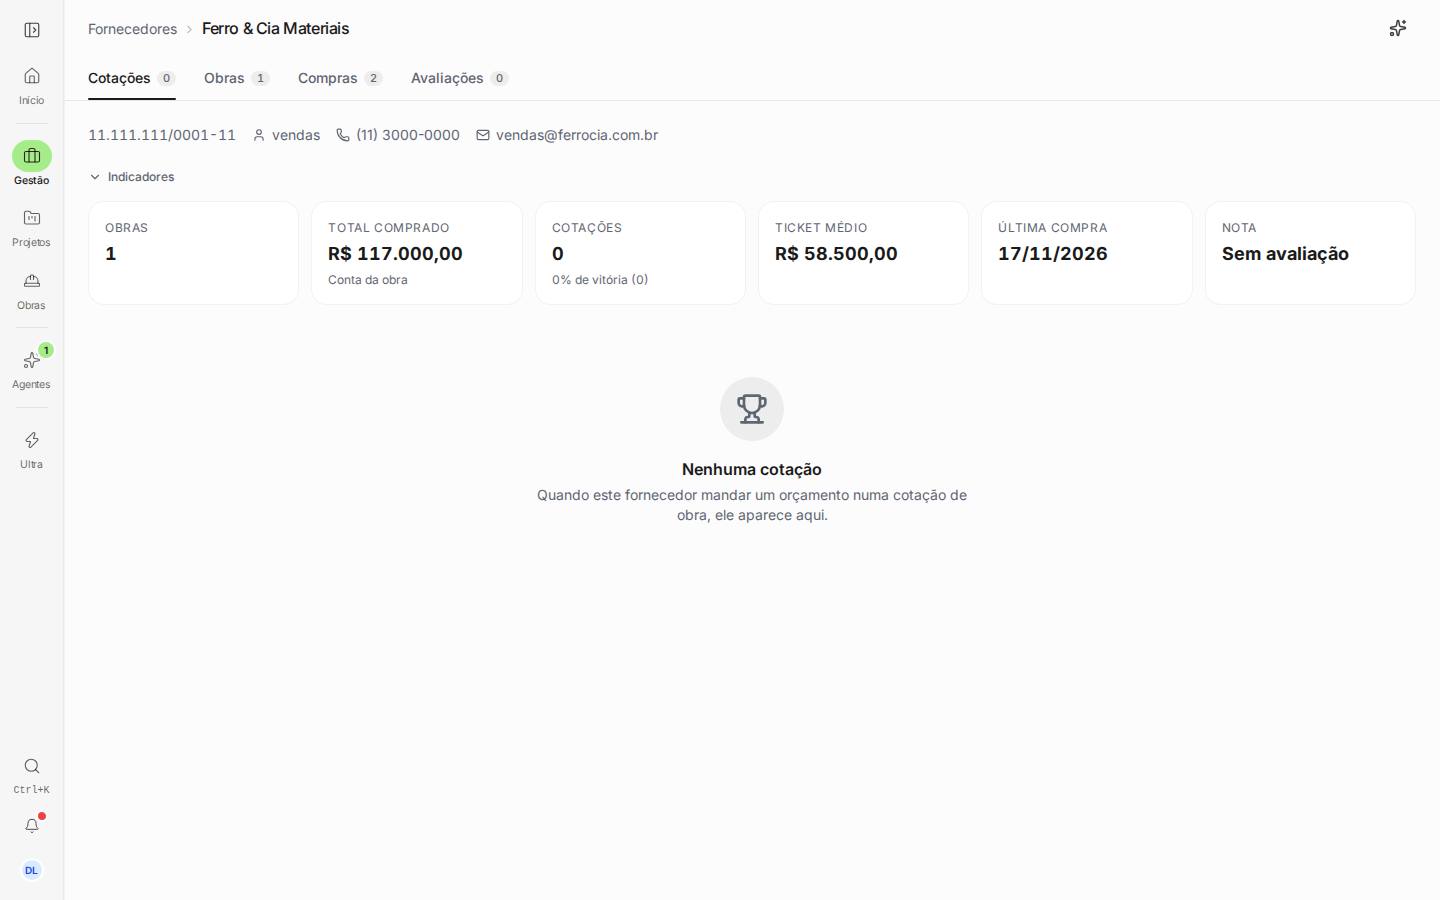 Fornecedores
Ferro & Cia Materiais
Início
Gestão
Projetos
Obras
1
Agentes
Ultra
Ctrl+K
DL
Cotações 0
Obras 1
Compras 2
Avaliações 0
11.111.111/0001-11
vendas
(11) 3000-0000
vendas@ferrocia.com.br
Indicadores
OBRAS
1
TOTAL COMPRADO
R$ 117.000,00
Conta da obra
COTAÇÕES
0
0% de vitória (0)
TICKET MÉDIO
R$ 58.500,00
ÚLTIMA COMPRA
17/11/2026
NOTA
Sem avaliação
Nenhuma cotação
Quando este fornecedor mandar um orçamento numa cotação de
obra, ele aparece aqui.